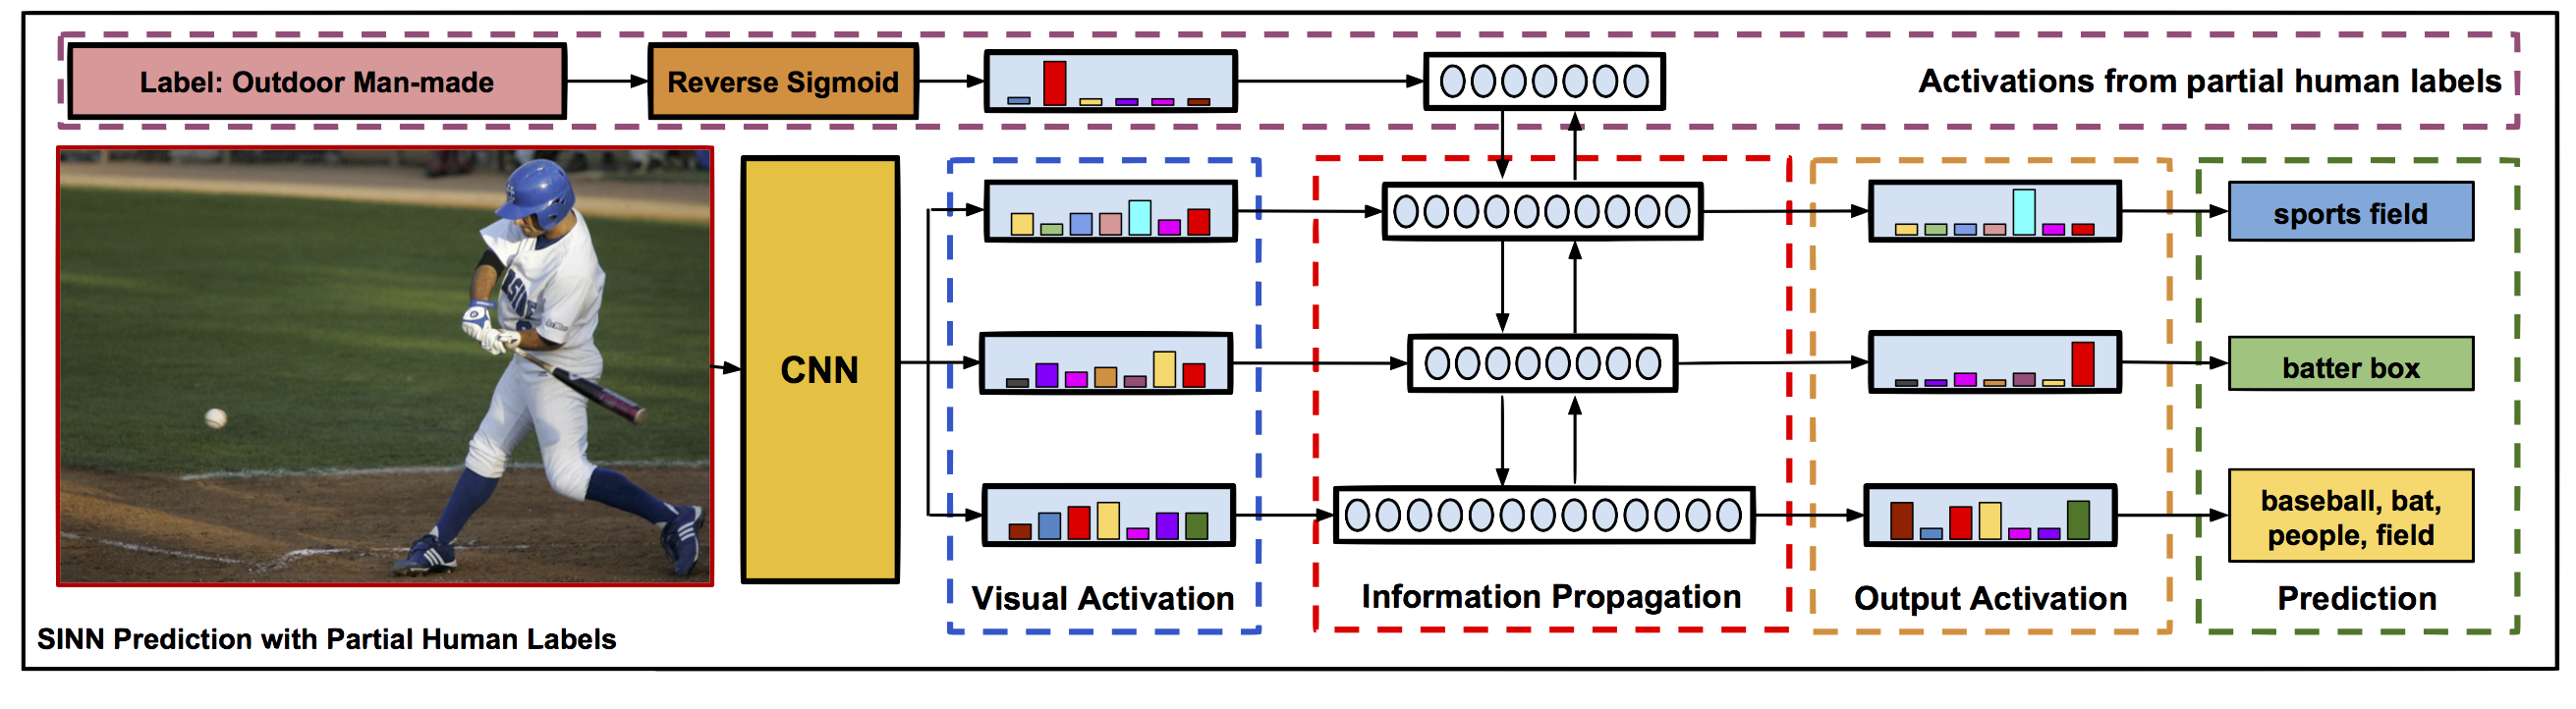 Label: Outdoor Man-made
Reverse Sigmoid
Activations from partial human labels
CNN
sports field
batter box
baseball, bat,
people, field
Visual Activation
Information Propagation
Output Activation
Prediction
SINN Prediction with Partial Human Labels